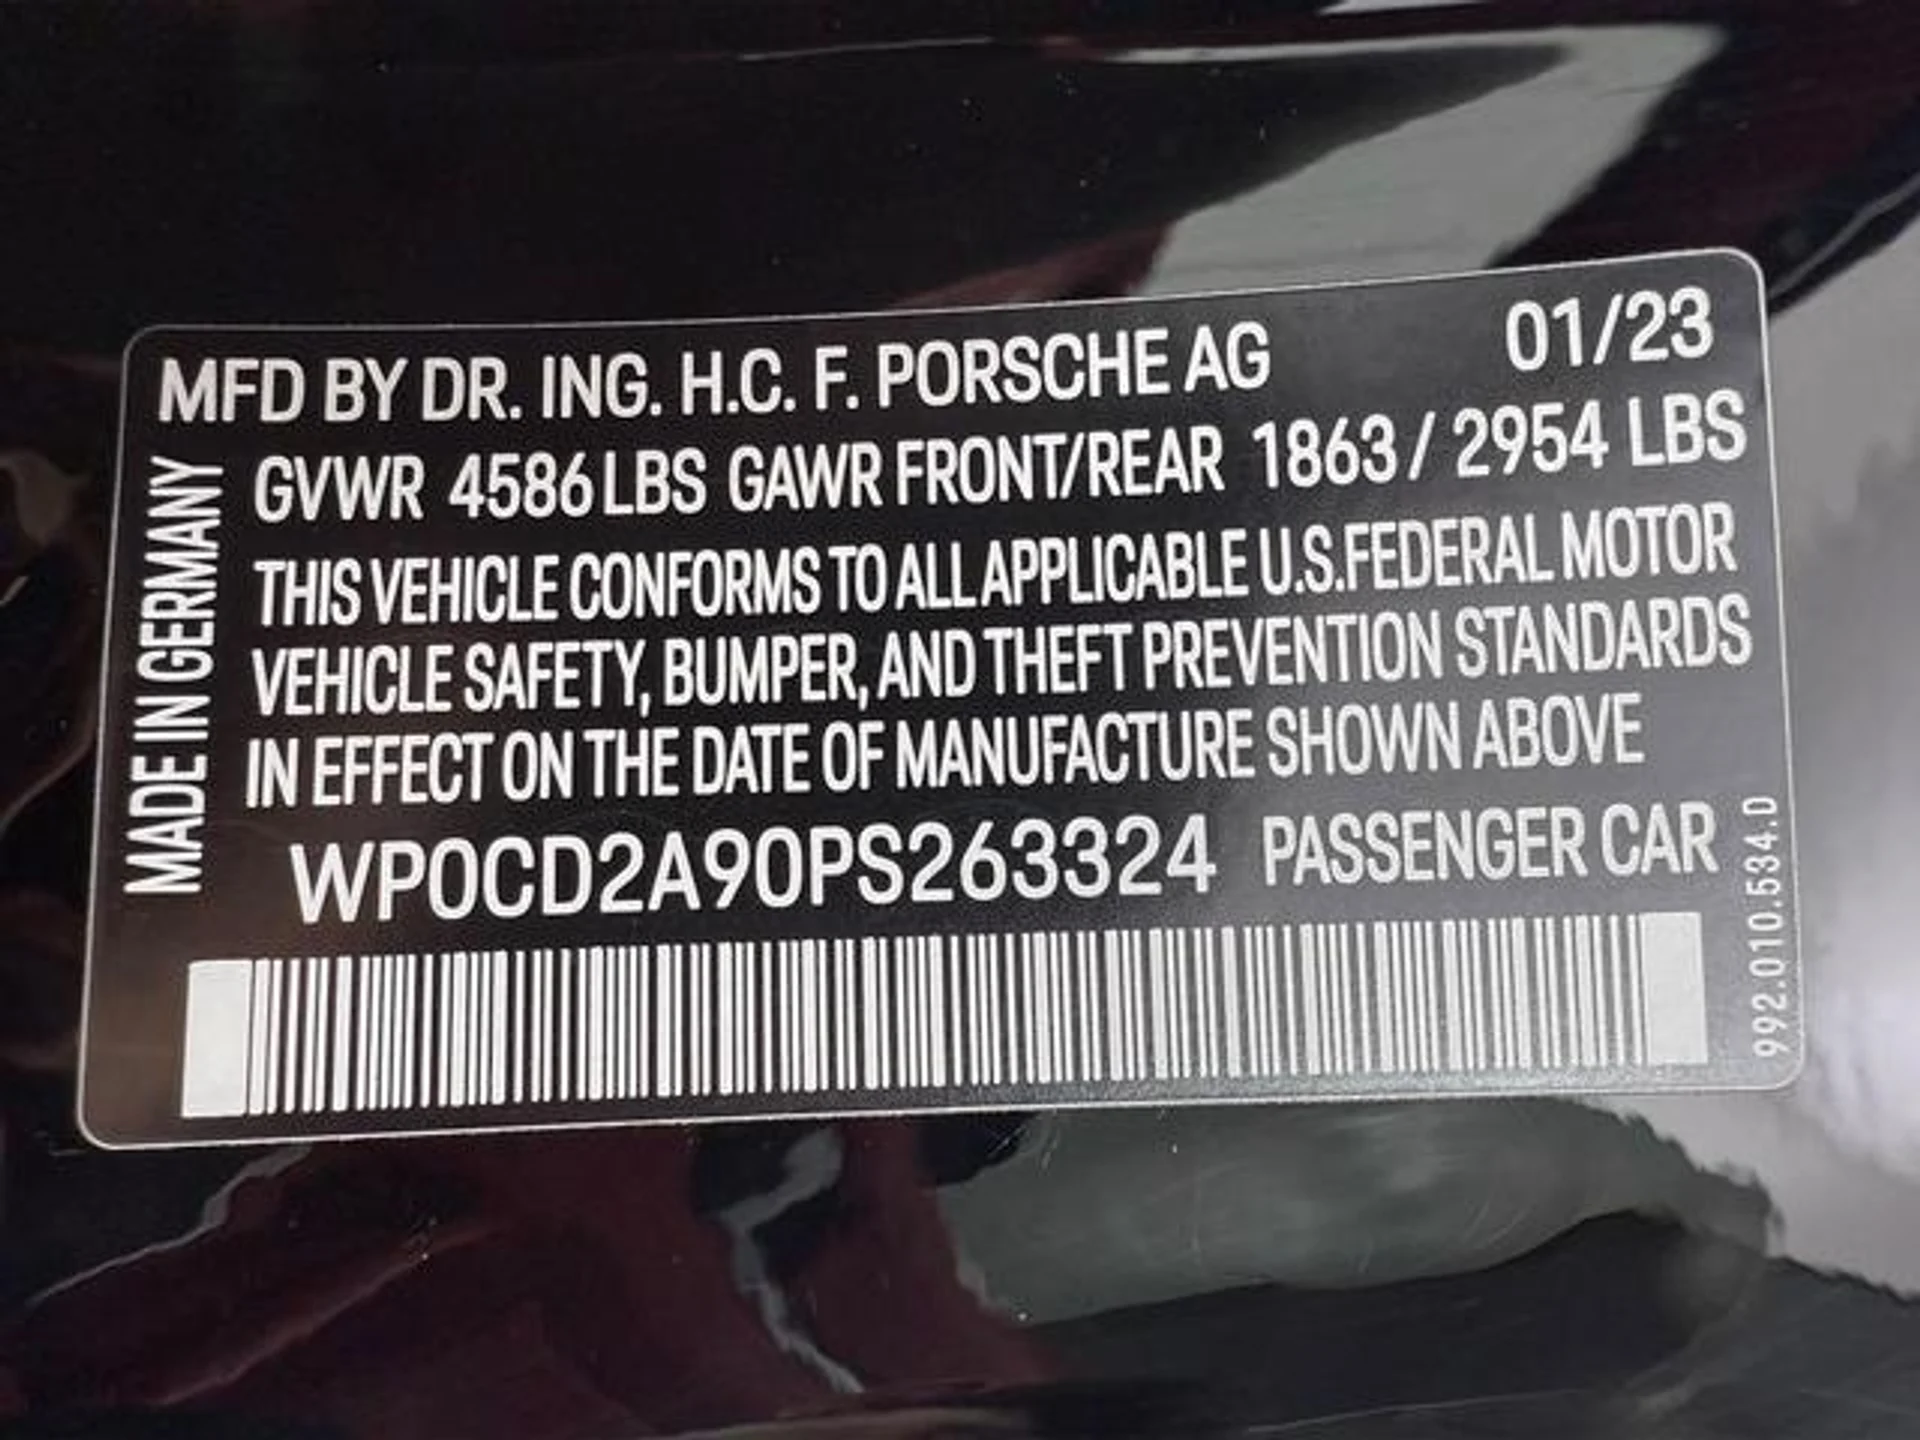 MFD BY DR. ING. H.C. F. PORSCHE AG 01/23
GVWR 4586 LBS GAWR FRONT/REAR 1863 / 2954 LBS
THIS VEHICLE CONFORMS TO ALL APPLICABLE U.S.FEDERAL MOTOR
VEHICLE SAFETY, BUMPER, AND THEFT PREVENTION STANDARDS
IN EFFECT ON THE DATE OF MANUFACTURE SHOWN ABOVE
WP0CD2A90PS263324 PASSENGER CAR
MADE IN GERMANY
992.010.534.D